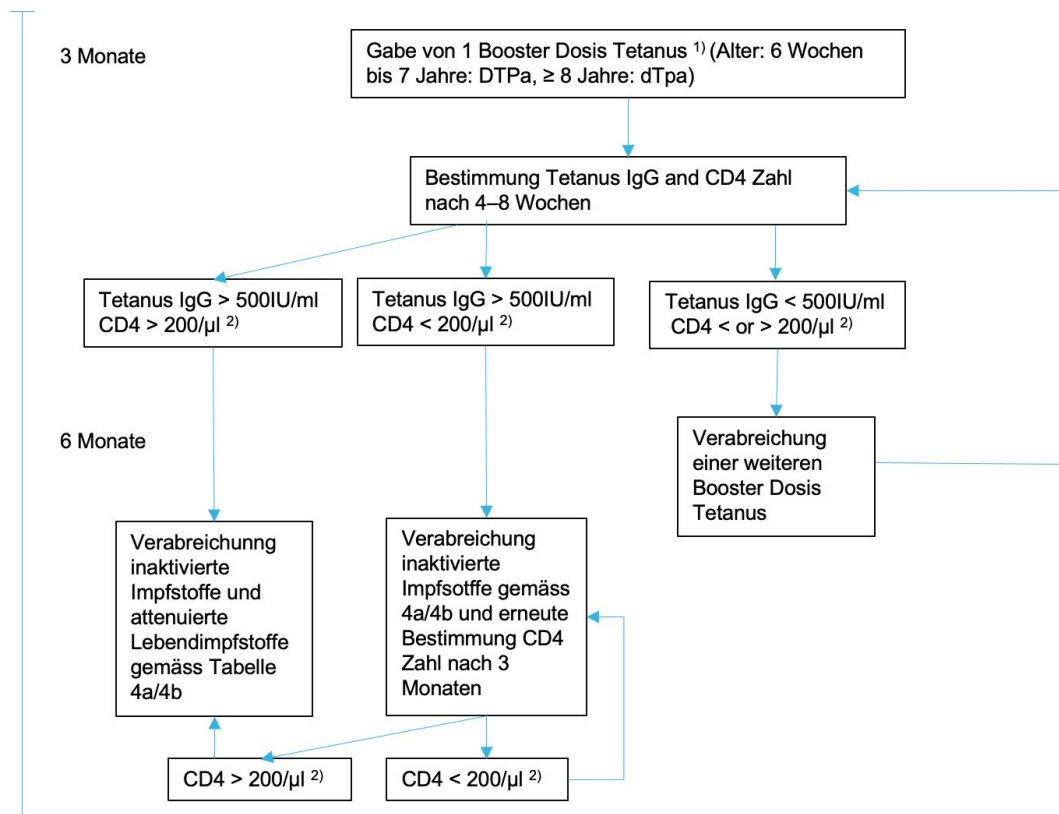 3 Monate
Gabe von 1 Booster Dosis Tetanus 1) (Alter: 6 Wochen
bis 7 Jahre: DTPa, ≥ 8 Jahre: dTpa)
Bestimmung Tetanus IgG and CD4 Zahl
nach 4–8 Wochen
Tetanus IgG > 500IU/ml
CD4 > 200/µl 2)
Tetanus IgG > 500IU/ml
CD4 < 200/µl 2)
Tetanus IgG < 500IU/ml
CD4 < or > 200/µl 2)
6 Monate
Verabreichung
einer weiteren
Booster Dosis
Tetanus
Verabreichunng
inaktivierte
Impfstoffe und
attenuierte
Lebendimpfstoffe
gemäss Tabelle
4a/4b
Verabreichung
inaktivierte
Impfsotffe gemäss
4a/4b und erneute
Bestimmung CD4
Zahl nach 3
Monaten
CD4 > 200/µl 2)
CD4 < 200/µl 2)